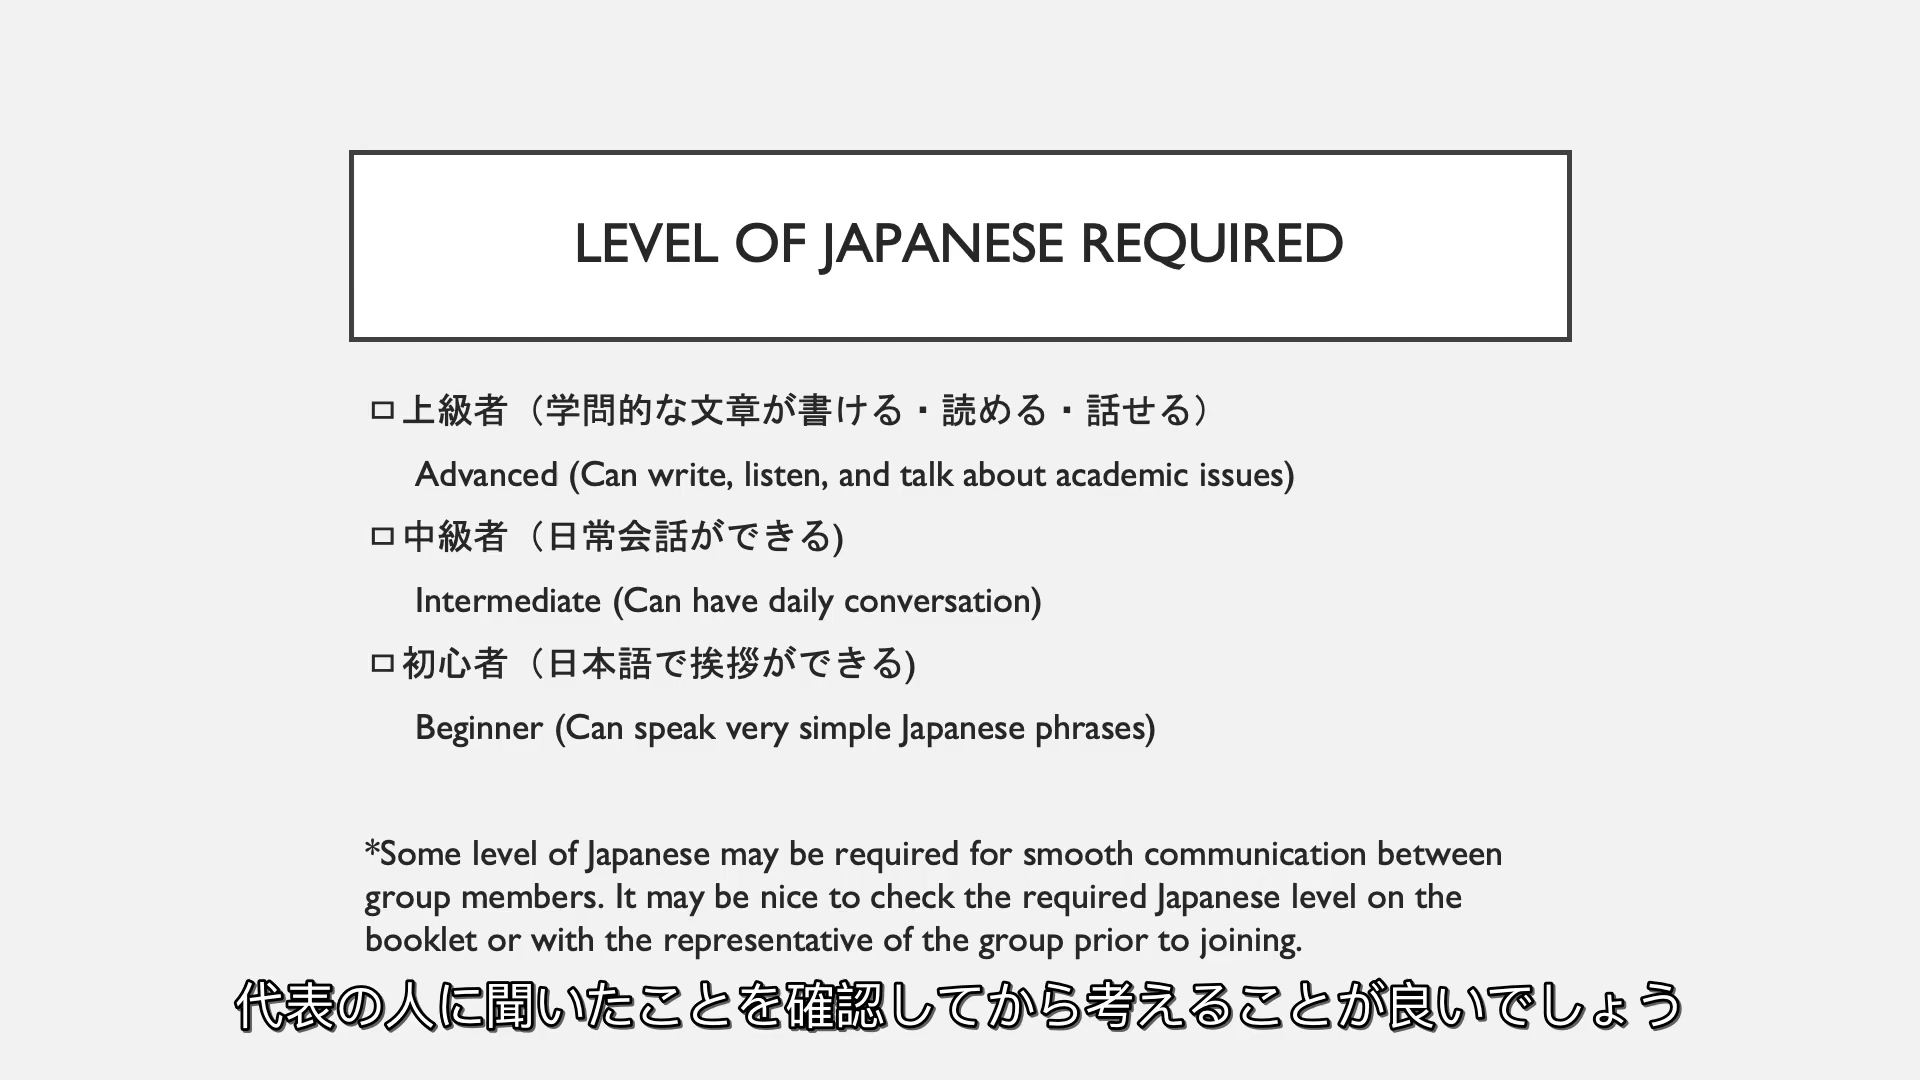 LEVEL OF JAPANESE REQUIRED
上級者（学問的な文章が書ける・読める・話せる）
Advanced (Can write, listen, and talk about academic issues)
中級者（日常会話ができる)
Intermediate (Can have daily conversation)
初心者（日本語で挨拶ができる)
Beginner (Can speak very simple Japanese phrases)
*Some level of Japanese may be required for smooth communication between
group members. It may be nice to check the required Japanese level on the
booklet or with the representative of the group prior to joining.
代表の人に聞いたことを確認してから考えることが良いでしょう